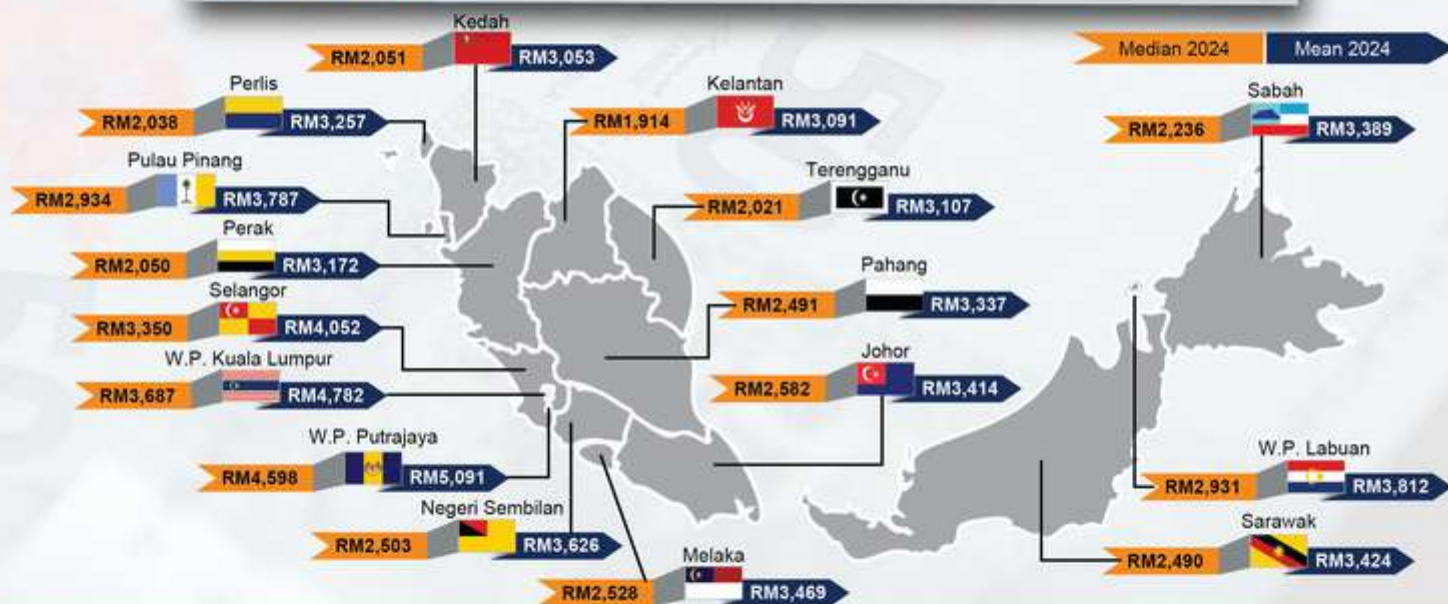 Kedah
RM2,051 RM3,053
Median 2024 Mean 2024
Perlis
RM2,038 RM3,257
Kelantan
RM1,914 RM3,091
Sabah
RM2,236 RM3,389
Pulau Pinang
RM2,934 RM3,787
Terengganu
RM2,021 RM3,107
Perak
RM2,050 RM3,172
Pahang
RM2,491 RM3,337
Selangor
RM3,350 RM4,052
W.P. Kuala Lumpur
RM3,687 RM4,782
Johor
RM2,582 RM3,414
W.P. Putrajaya
RM4,598 RM5,091
W.P. Labuan
RM2,931 RM3,812
Negeri Sembilan
RM2,503 RM3,626
Sarawak
RM2,490 RM3,424
Melaka
RM2,528 RM3,469